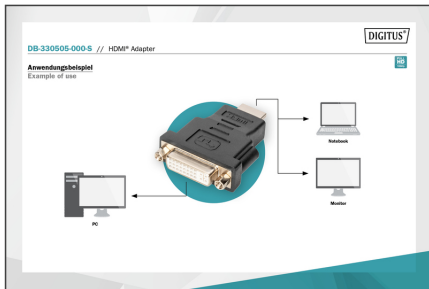 DIGITUS®
DB-330505-000-S // HDMI® Adapter
Anwendungsbeispiel
Example of use
Notebook
Monitor
PC